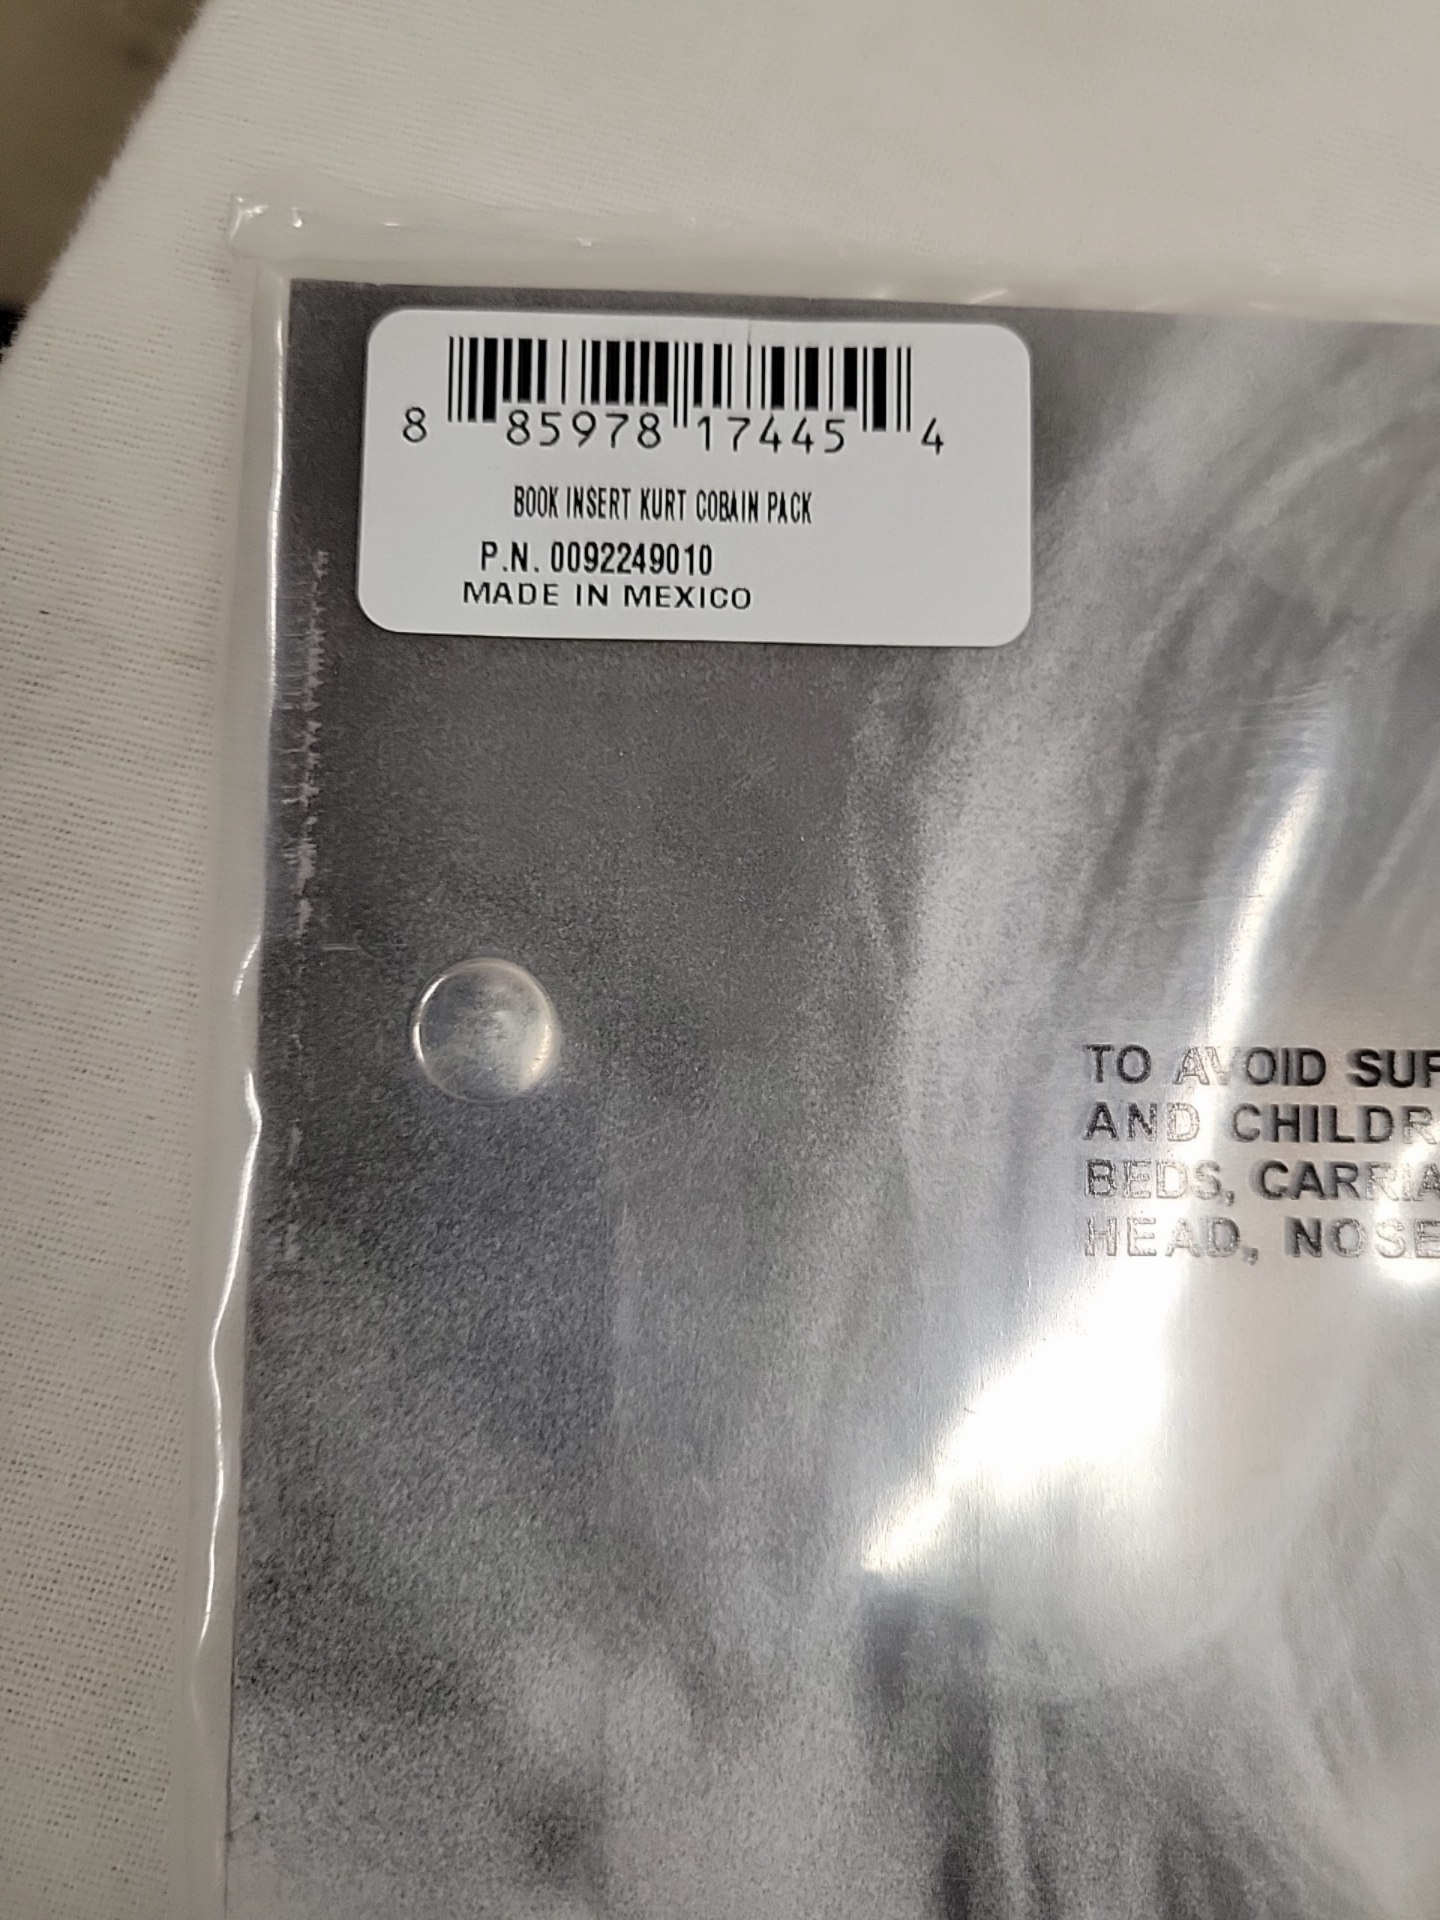 8 85978 17445 4
BOOK INSERT KURT COBAIN PACK
P.N. 0092249010
MADE IN MEXICO
TO AVOID
AND CHILDR
BEDS, CARRIA
HEAD, NOSE